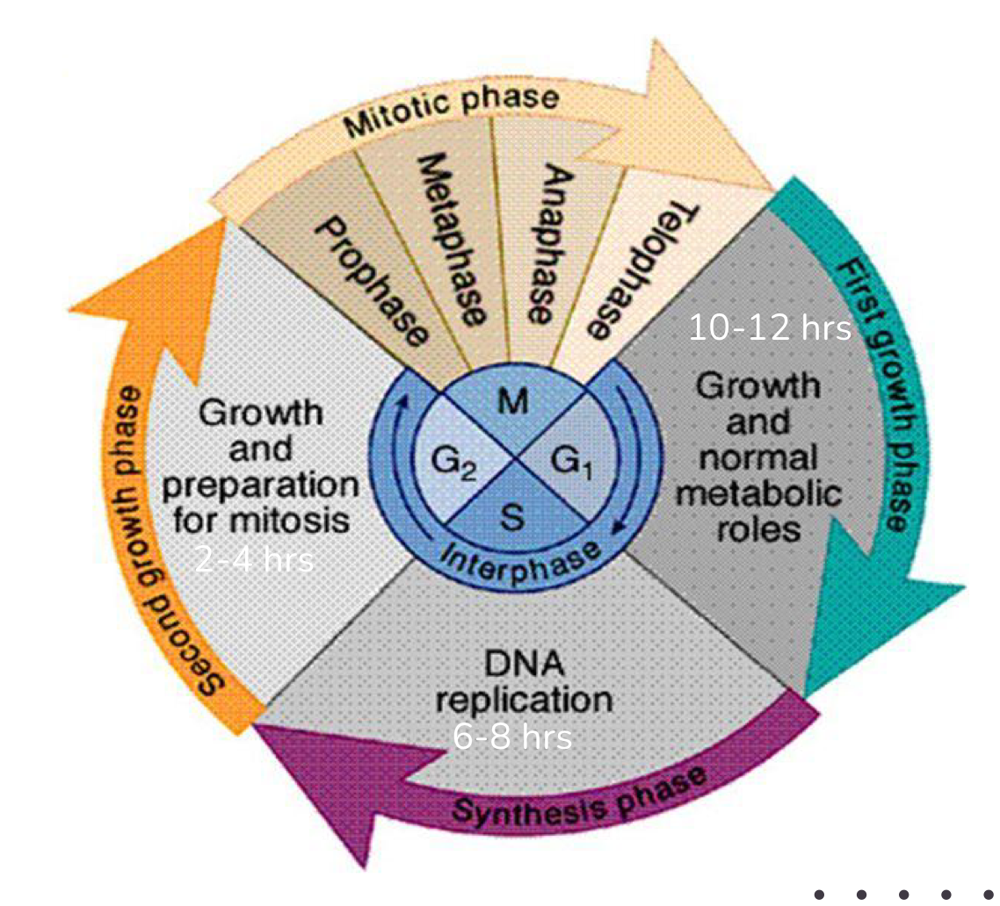 Mitotic phase
Prophase
Metaphase
Anaphase
Telophase
First growth phase
10-12 hrs
Growth
and
normal
metabolic
roles
Second growth phase
Growth
and
preparation
for mitosis
2-4 hrs
M
G₂
G₁
S
Interphase
DNA
replication
6-8 hrs
Synthesis phase